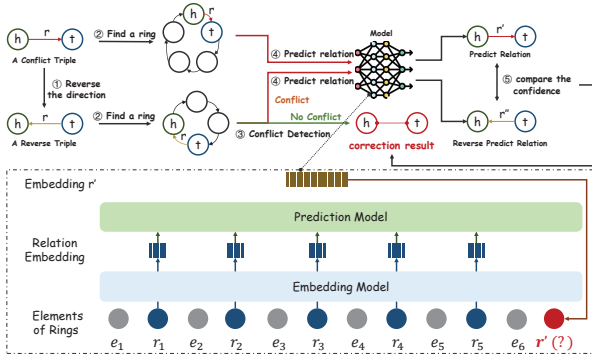 h r t
A Conflict Triple
① Reverse
the direction
h r t
A Reverse Triple
② Find a ring
② Find a ring
h r t
h r t
④ Predict relation
④ Predict relation
Conflict
No Conflict
③ Conflict Detection
Model
h t
correction result
h r' t
Predict Relation
⑤ compare the
confidence
h r'' t
Reverse Predict Relation
Embedding r'
Prediction Model
Relation
Embedding
Embedding Model
Elements
of Rings
e1 r1 e2 r2 e3 r3 e4 r4 e5 r5 e6 r' (?)